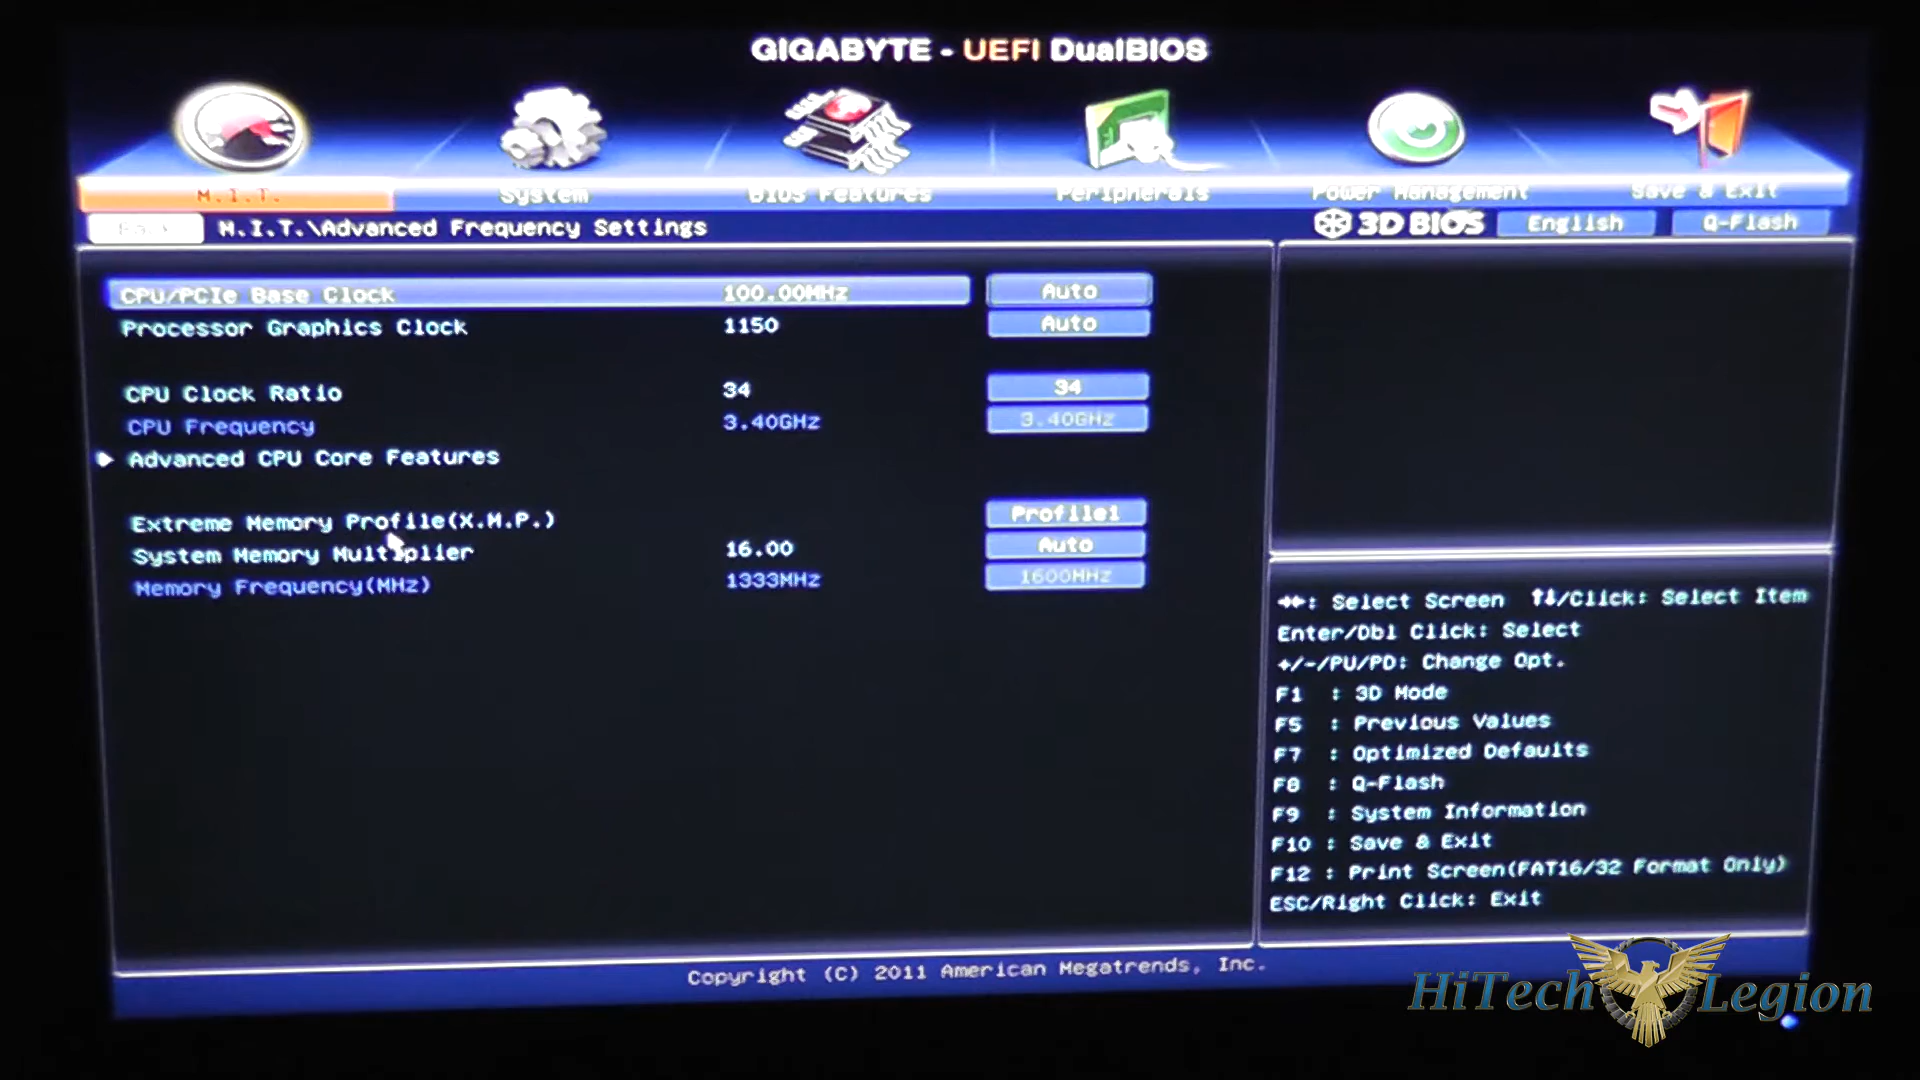 GIGABYTE - UEFI DualBIOS
M.I.T. System BIOS Features Peripherals Power Management Save & Exit
Back M.I.T.\Advanced Frequency Settings 3D BIOS English Q-Flash
CPU/PCIe Base Clock 100.00MHz Auto
Processor Graphics Clock 1150 Auto
CPU Clock Ratio 34 34
CPU Frequency 3.40GHz 3.40GHz
Advanced CPU Core Features
Extreme Memory Profile(X.M.P.) Profile1
System Memory Multiplier 16.00 Auto
Memory Frequency(MHz) 1333MHz 1600MHz
→←: Select Screen ↑↓/Click: Select Item
Enter/Dbl Click: Select
+/-/PU/PD: Change Opt.
F1 : 3D Mode
F5 : Previous Values
F7 : Optimized Defaults
F8 : Q-Flash
F9 : System Information
F10 : Save & Exit
F12 : Print Screen(FAT16/32 Format Only)
ESC/Right Click: Exit
Copyright (C) 2011 American Megatrends, Inc.
HiTech Legion